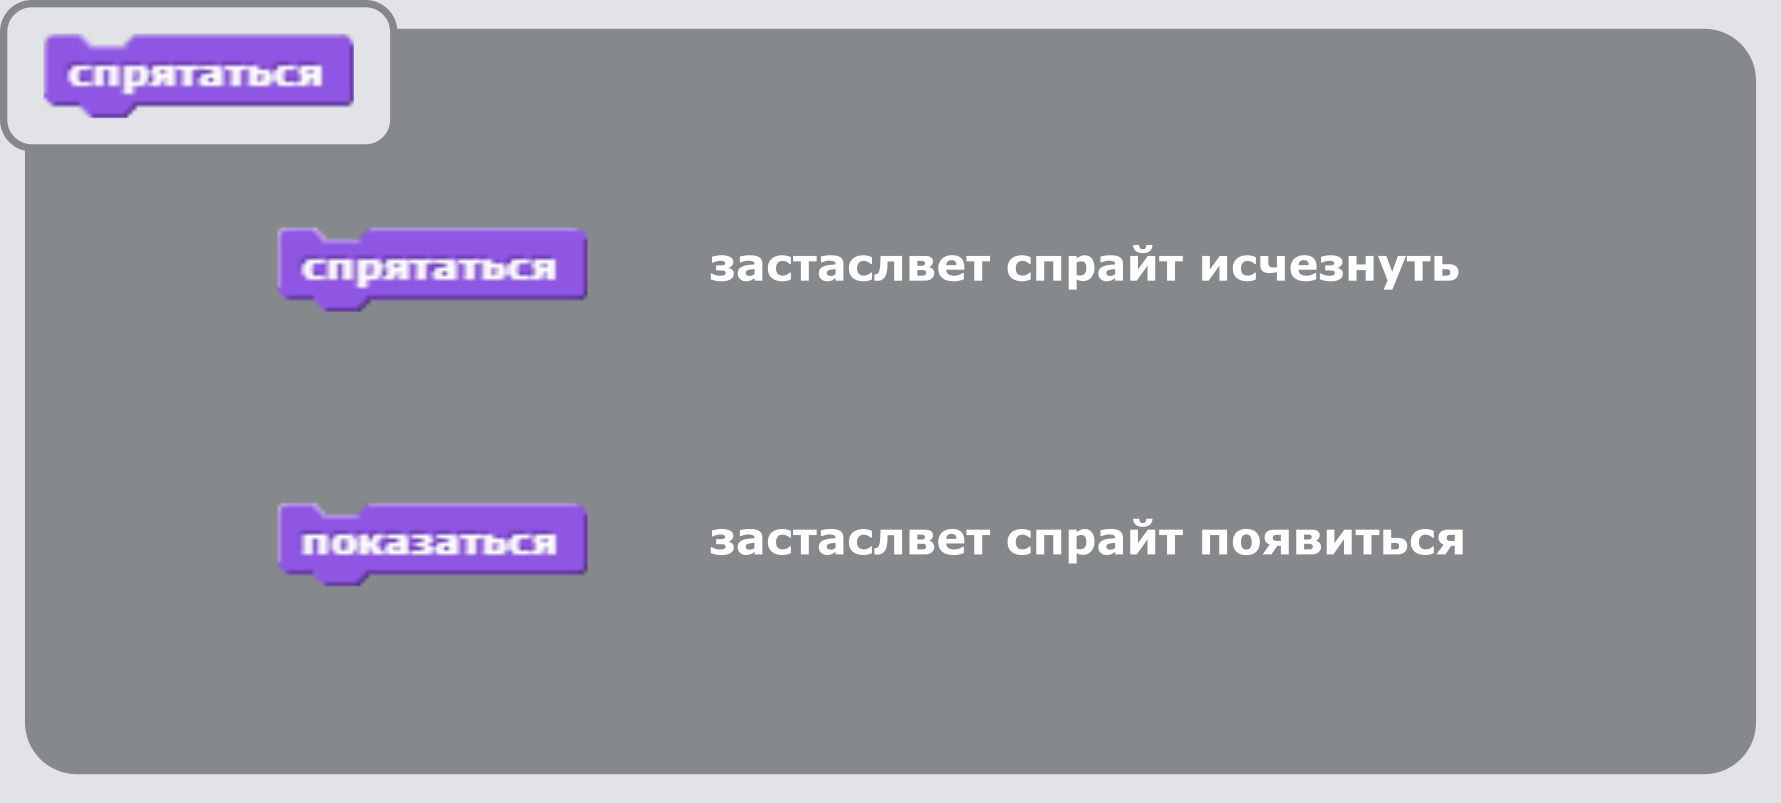 спрятаться
спрятаться застаслвет спрайт исчезнуть
показаться застаслвет спрайт появиться